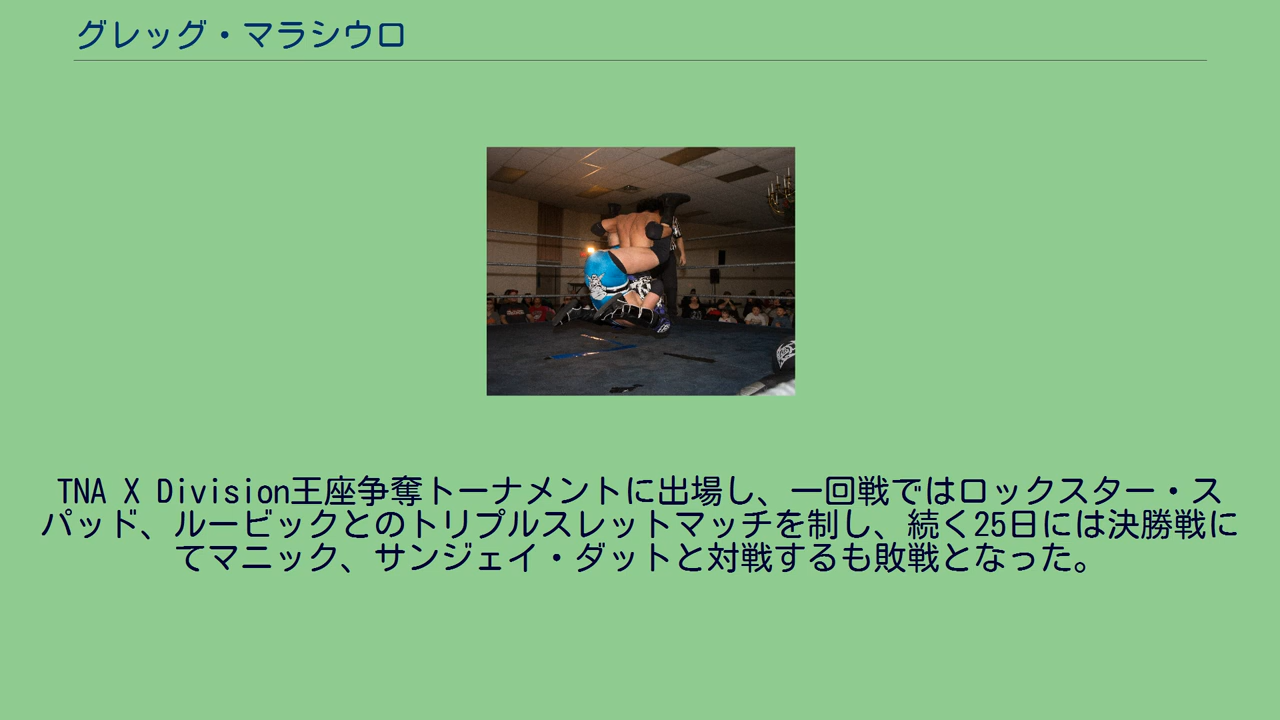 グレッグ・マラシウロ
TNA X Division王座争奪トーナメントに出場し、一回戦ではロックスター・ス
パッド、ルービックとのトリプルスレットマッチを制し、続く25日には決勝戦に
てマニック、サンジェイ・ダットと対戦するも敗戦となった。